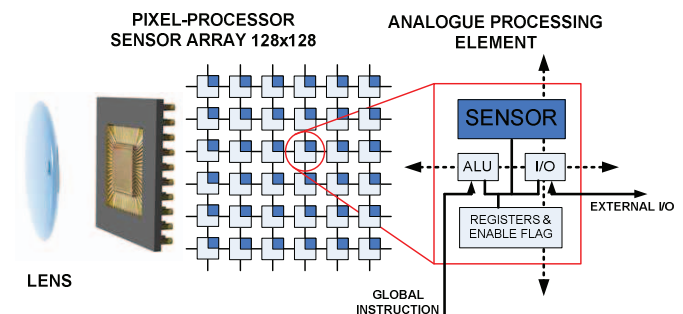 PIXEL-PROCESSOR
SENSOR ARRAY 128x128
ANALOGUE PROCESSING
ELEMENT
SENSOR
ALU
I/O
EXTERNAL I/O
REGISTERS &
ENABLE FLAG
LENS
GLOBAL
INSTRUCTION